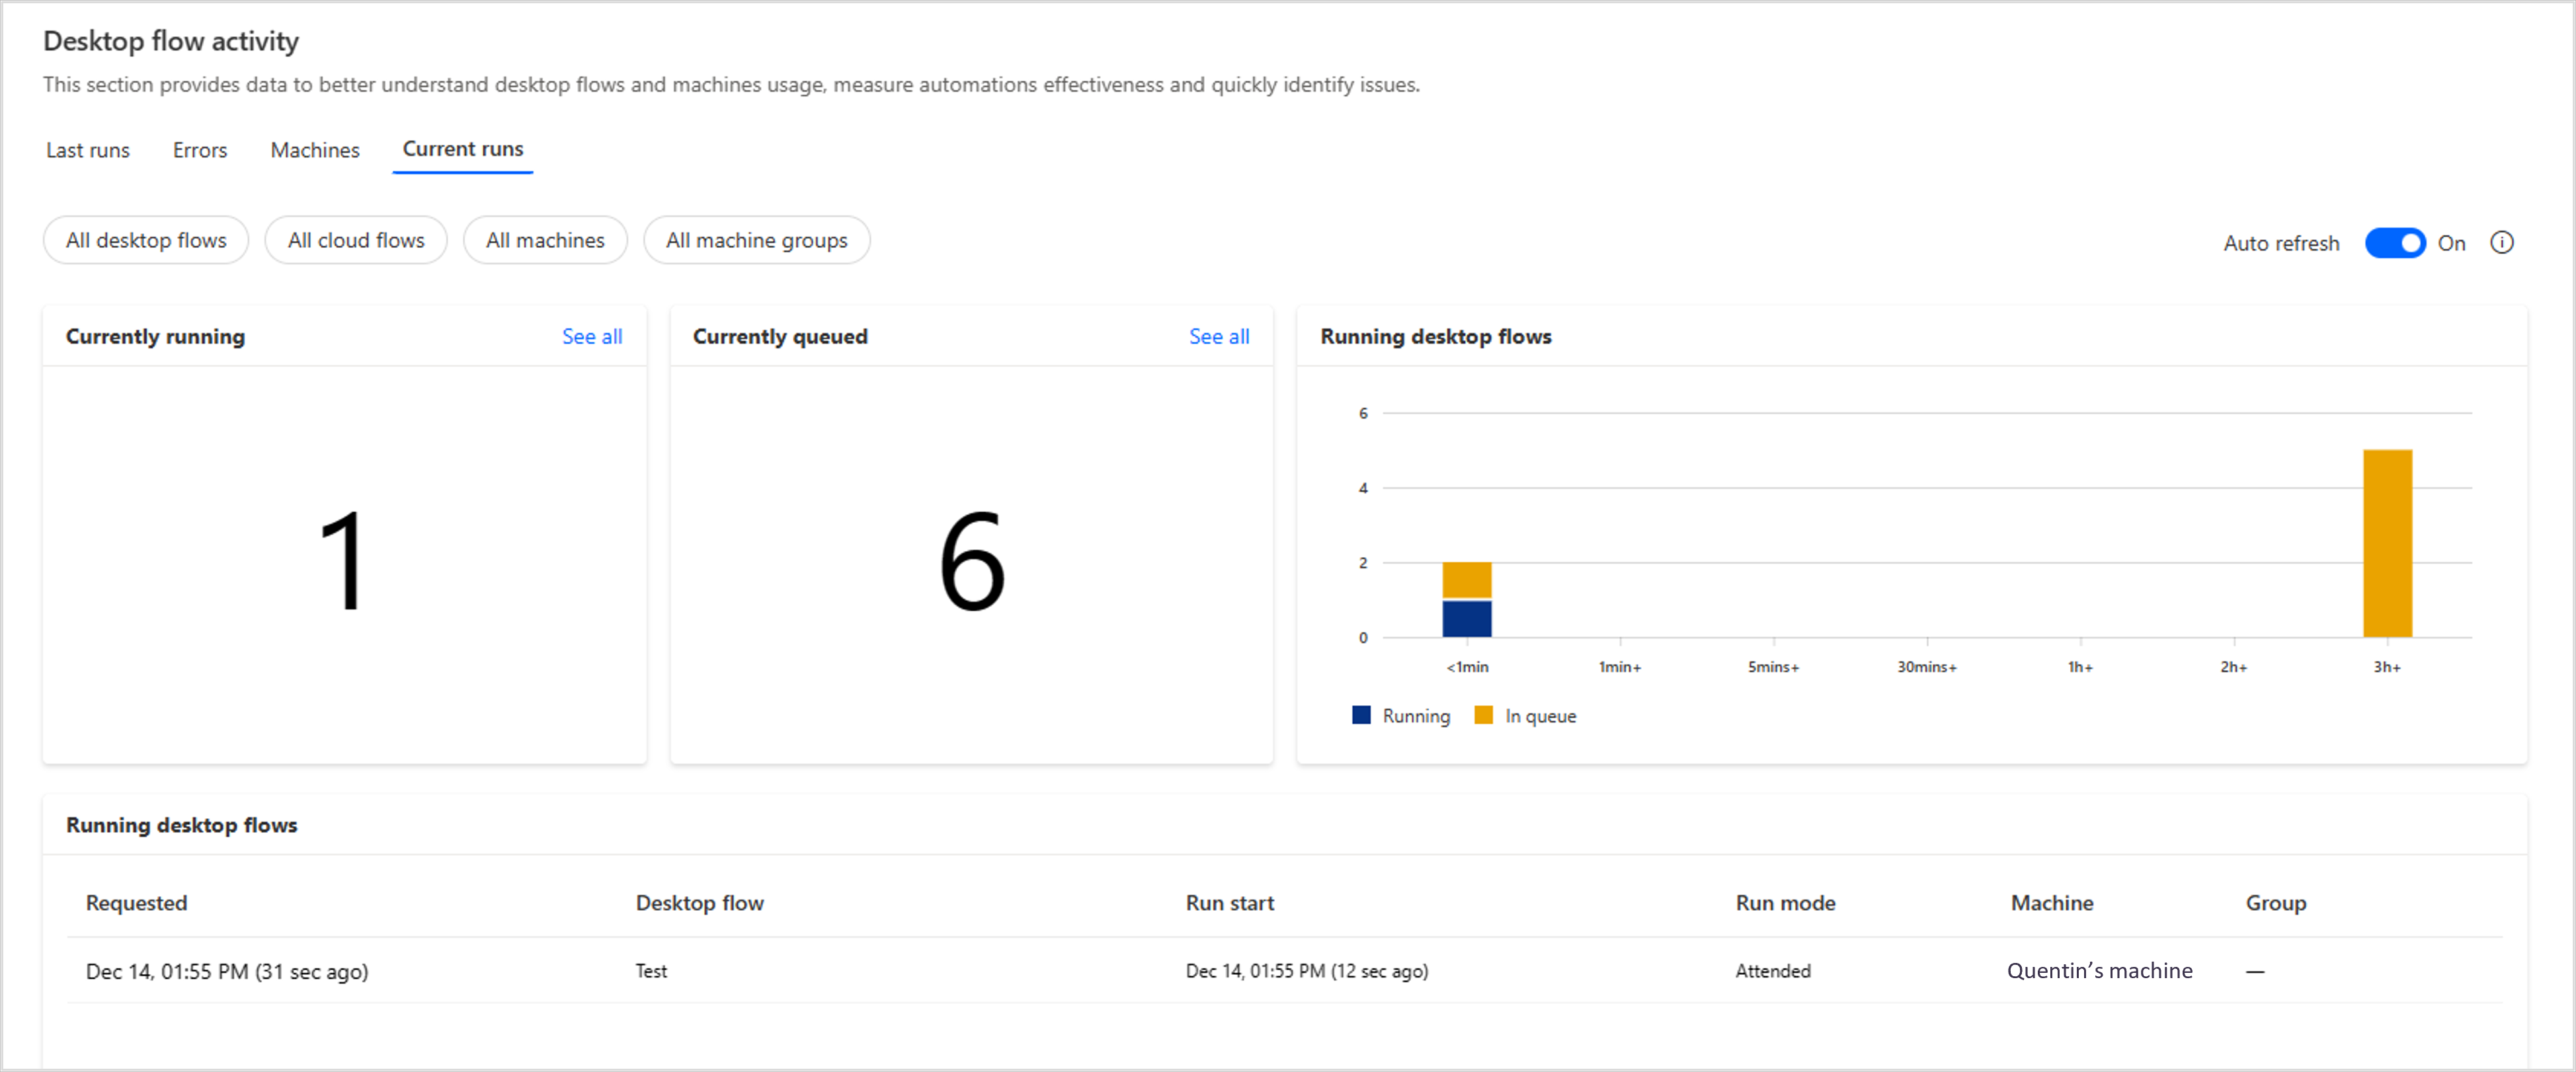 Desktop flow activity
This section provides data to better understand desktop flows and machines usage, measure automations effectiveness and quickly identify issues.
Last runs Errors Machines Current runs
All desktop flows All cloud flows All machines All machine groups Auto refresh On
Currently running See all
1
Currently queued See all
6
Running desktop flows
6
4
2
0
<1min 1min+ 5mins+ 30mins+ 1h+ 2h+ 3h+
Running In queue
Running desktop flows
Requested Desktop flow Run start Run mode Machine Group
Dec 14, 01:55 PM (31 sec ago) Test Dec 14, 01:55 PM (12 sec ago) Attended Quentin’s machine —